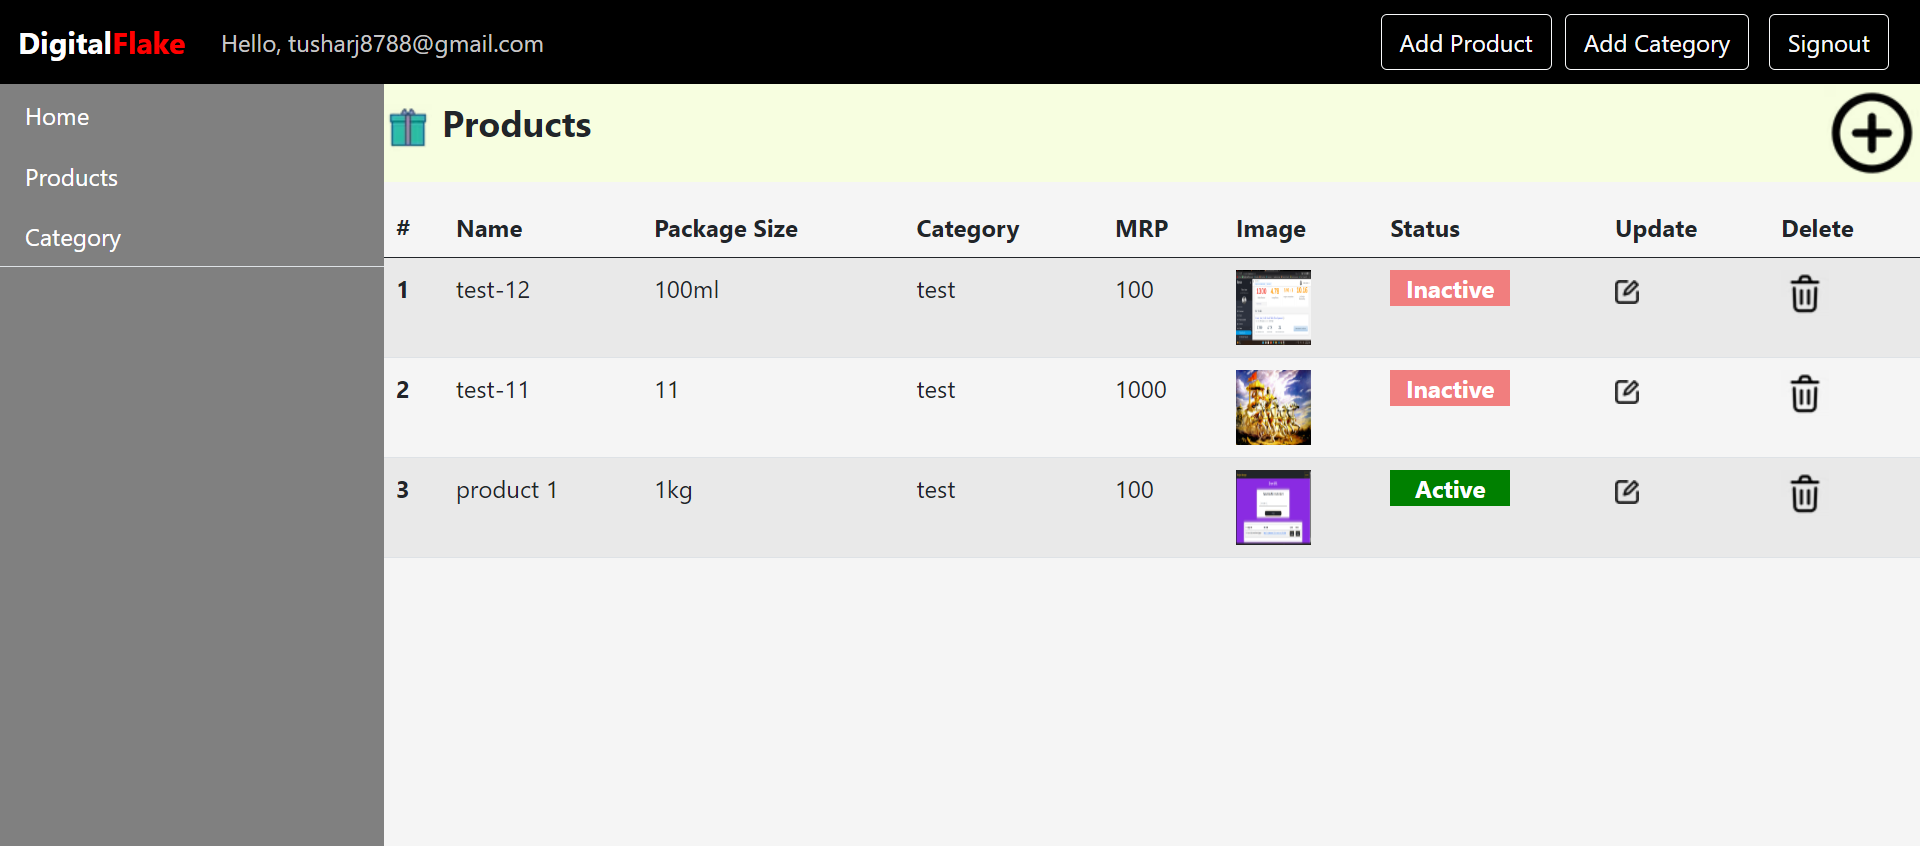 DigitalFlake Hello, tusharj8788@gmail.com Add Product Add Category Signout
Home
Products
Category
Products
# Name Package Size Category MRP Image Status Update Delete
1 test-12 100ml test 100 Inactive
2 test-11 11 test 1000 Inactive
3 product 1 1kg test 100 Active